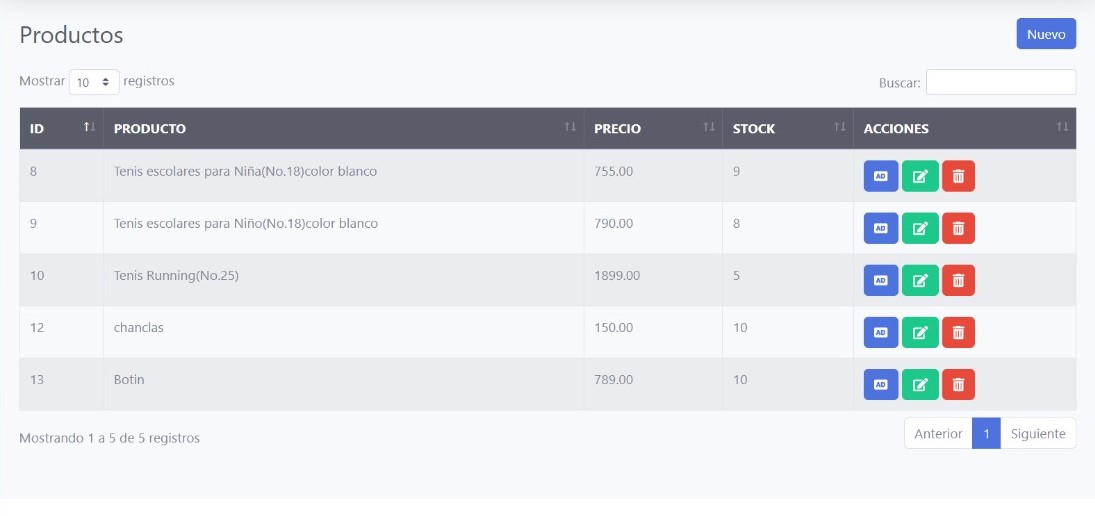 Productos Nuevo
Mostrar 10 registros Buscar:
ID PRODUCTO PRECIO STOCK ACCIONES
8 Tenis escolares para Niña(No.18)color blanco 755.00 9 AD
9 Tenis escolares para Niño(No.18)color blanco 790.00 8 AD
10 Tenis Running(No.25) 1899.00 5 AD
12 chanclas 150.00 10 AD
13 Botin 789.00 10 AD
Mostrando 1 a 5 de 5 registros Anterior 1 Siguiente